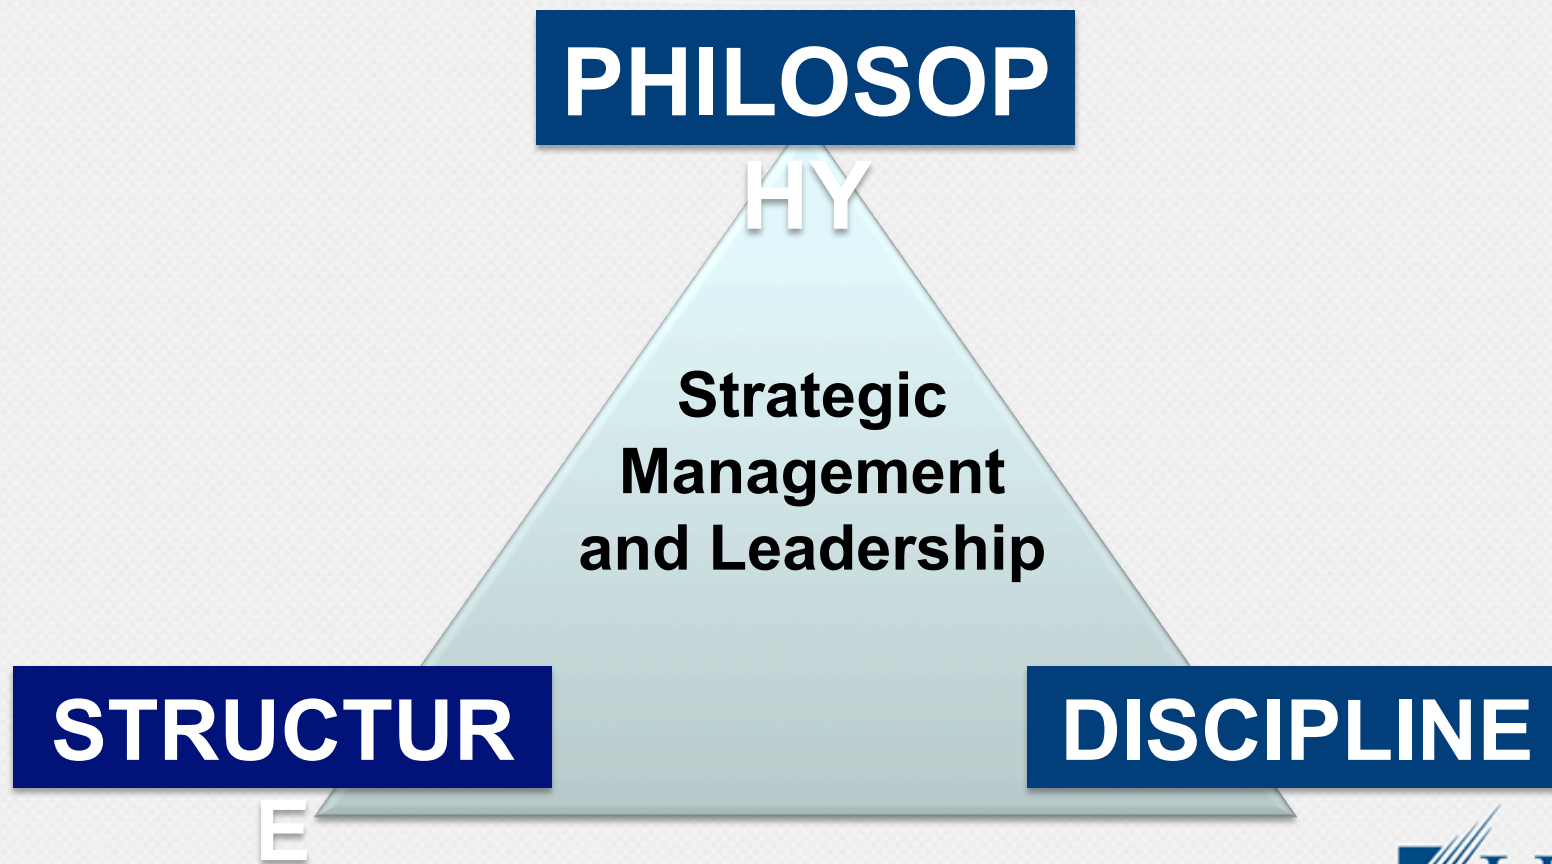 PHILOSOP
HY
Strategic
Management
and Leadership
STRUCTUR
E
DISCIPLINE